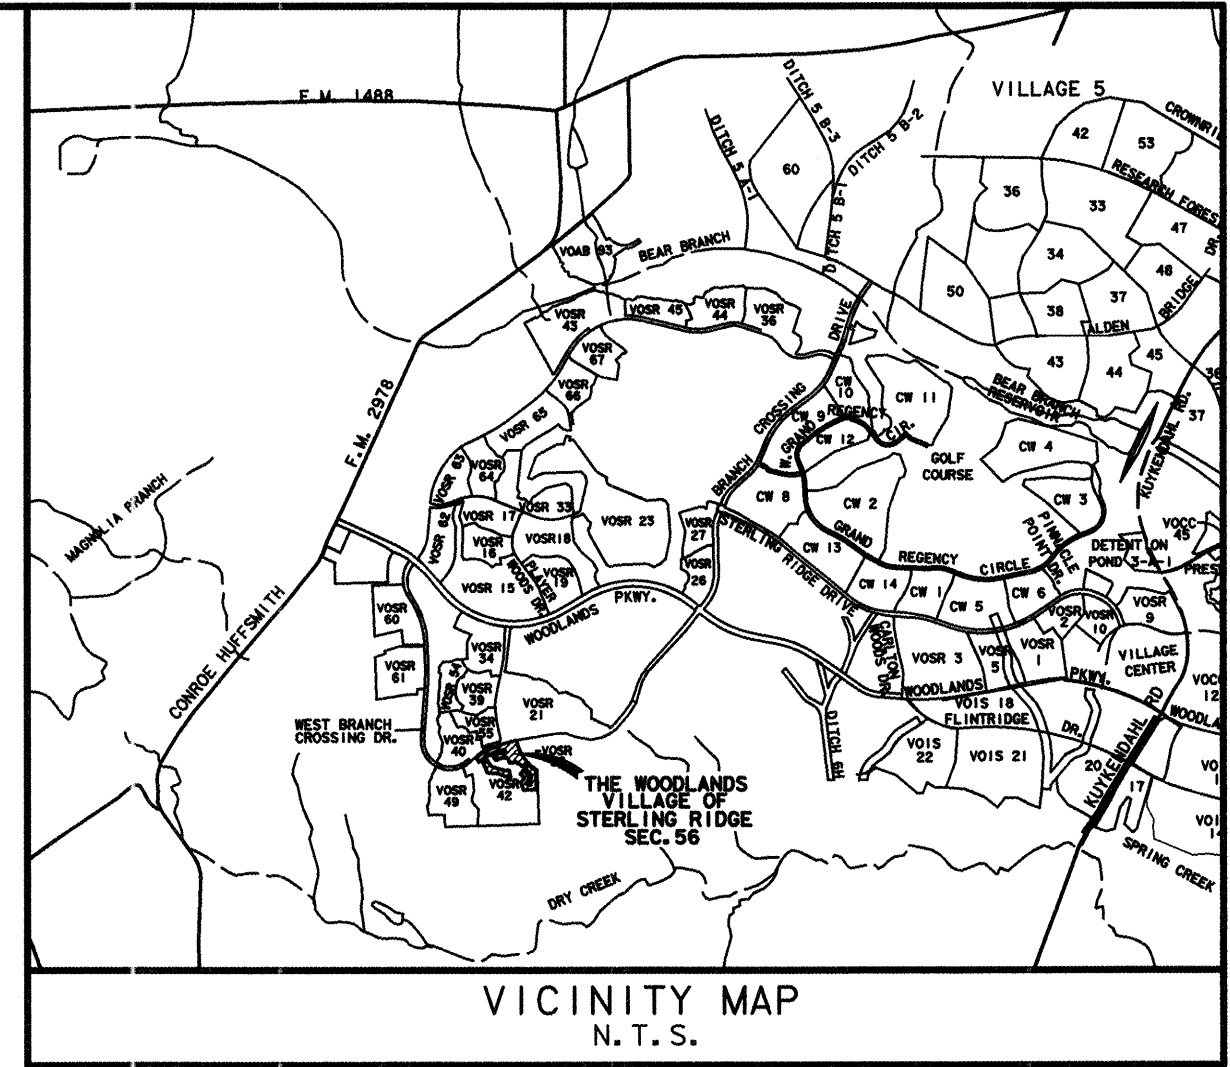 VILLAGE 5
F.M. 1488
DITCH 5 B-3
DITCH 5 B-2
DITCH 5 A-1
DITCH 5 B-1
60
42
53
RESEARCH FOREST
36
33
47
DR.
34
46
BRIDGE
50
38
37
ALDEN
43
44
45
37
VOAB 93
BEAR BRANCH
VOSR
43
VOSR 45
VOSR
44
VOSR
36
DRIVE
VOSR
67
VOSR
66
VOSR 65
CROSSING
BRANCH
CW
10
CW 11
CW 9
REGENCY
CIR.
W. GRAND
CW 12
BEAR BRANCH
RESERVOIR
KUYKENDAHL RD.
CW 4
GOLF
COURSE
CW 3
F.M. 2978
VOSR 63
VOSR
64
MAGNOLIA BRANCH
VOSR 62
VOSR 17
VOSR 33
VOSR 23
VOSR
27
CW 8
CW 2
PINNACLE
POINT DR.
VOCC
45
VOSR
16
VOSR18
STERLING RIDGE DRIVE
CW 13
GRAND
REGENCY
CIRCLE
DETENTION
POND 3-A-1
VOSR 15
PLAYER
WOODS DR.
VOSR
19
VOSR
26
CW 14
CW 1
CW 5
CW 6
VOSR
2
VOSR
10
VOSR
9
WOODLANDS
PKWY.
VOSR
60
CONROE HUFFSMITH
CARLTON
WOODS DR.
VOSR 3
VOSR
5
VOSR
1
VILLAGE
CENTER
VOSR
61
VOSR
34
VOSR
39
WOODLANDS
PKWY.
VOIS 18
FLINTRIDGE
DR.
WEST BRANCH
CROSSING DR.
VOSR
21
VOSR
40
DITCH 6H
VOIS
22
VOIS 21
20
KUYKENDAHL RD
17
VOSR
49
VOSR
42
THE WOODLANDS
VILLAGE OF
STERLING RIDGE
SEC. 56
SPRING CREEK
DRY CREEK
VICINITY MAP
N.T.S.